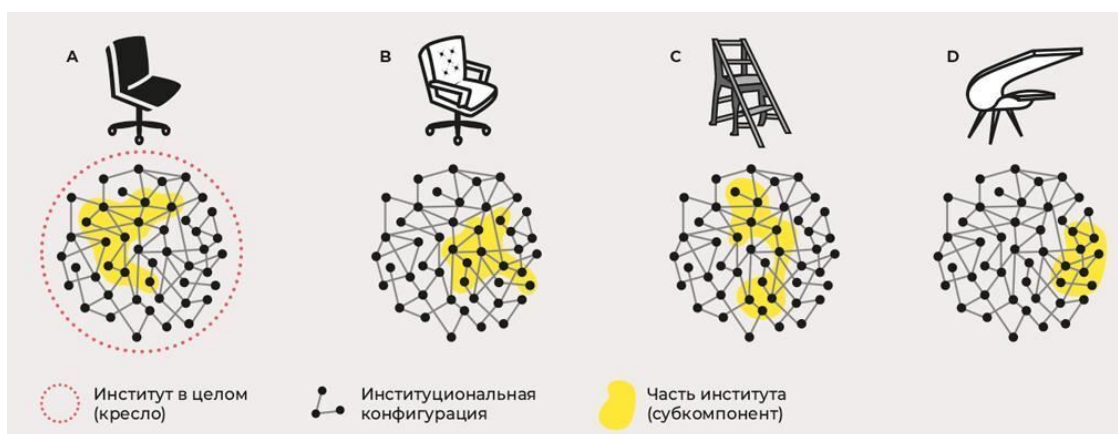 A
B
C
D
Институт в целом
(кресло)
Институциональная
конфигурация
Часть института
(субкомпонент)